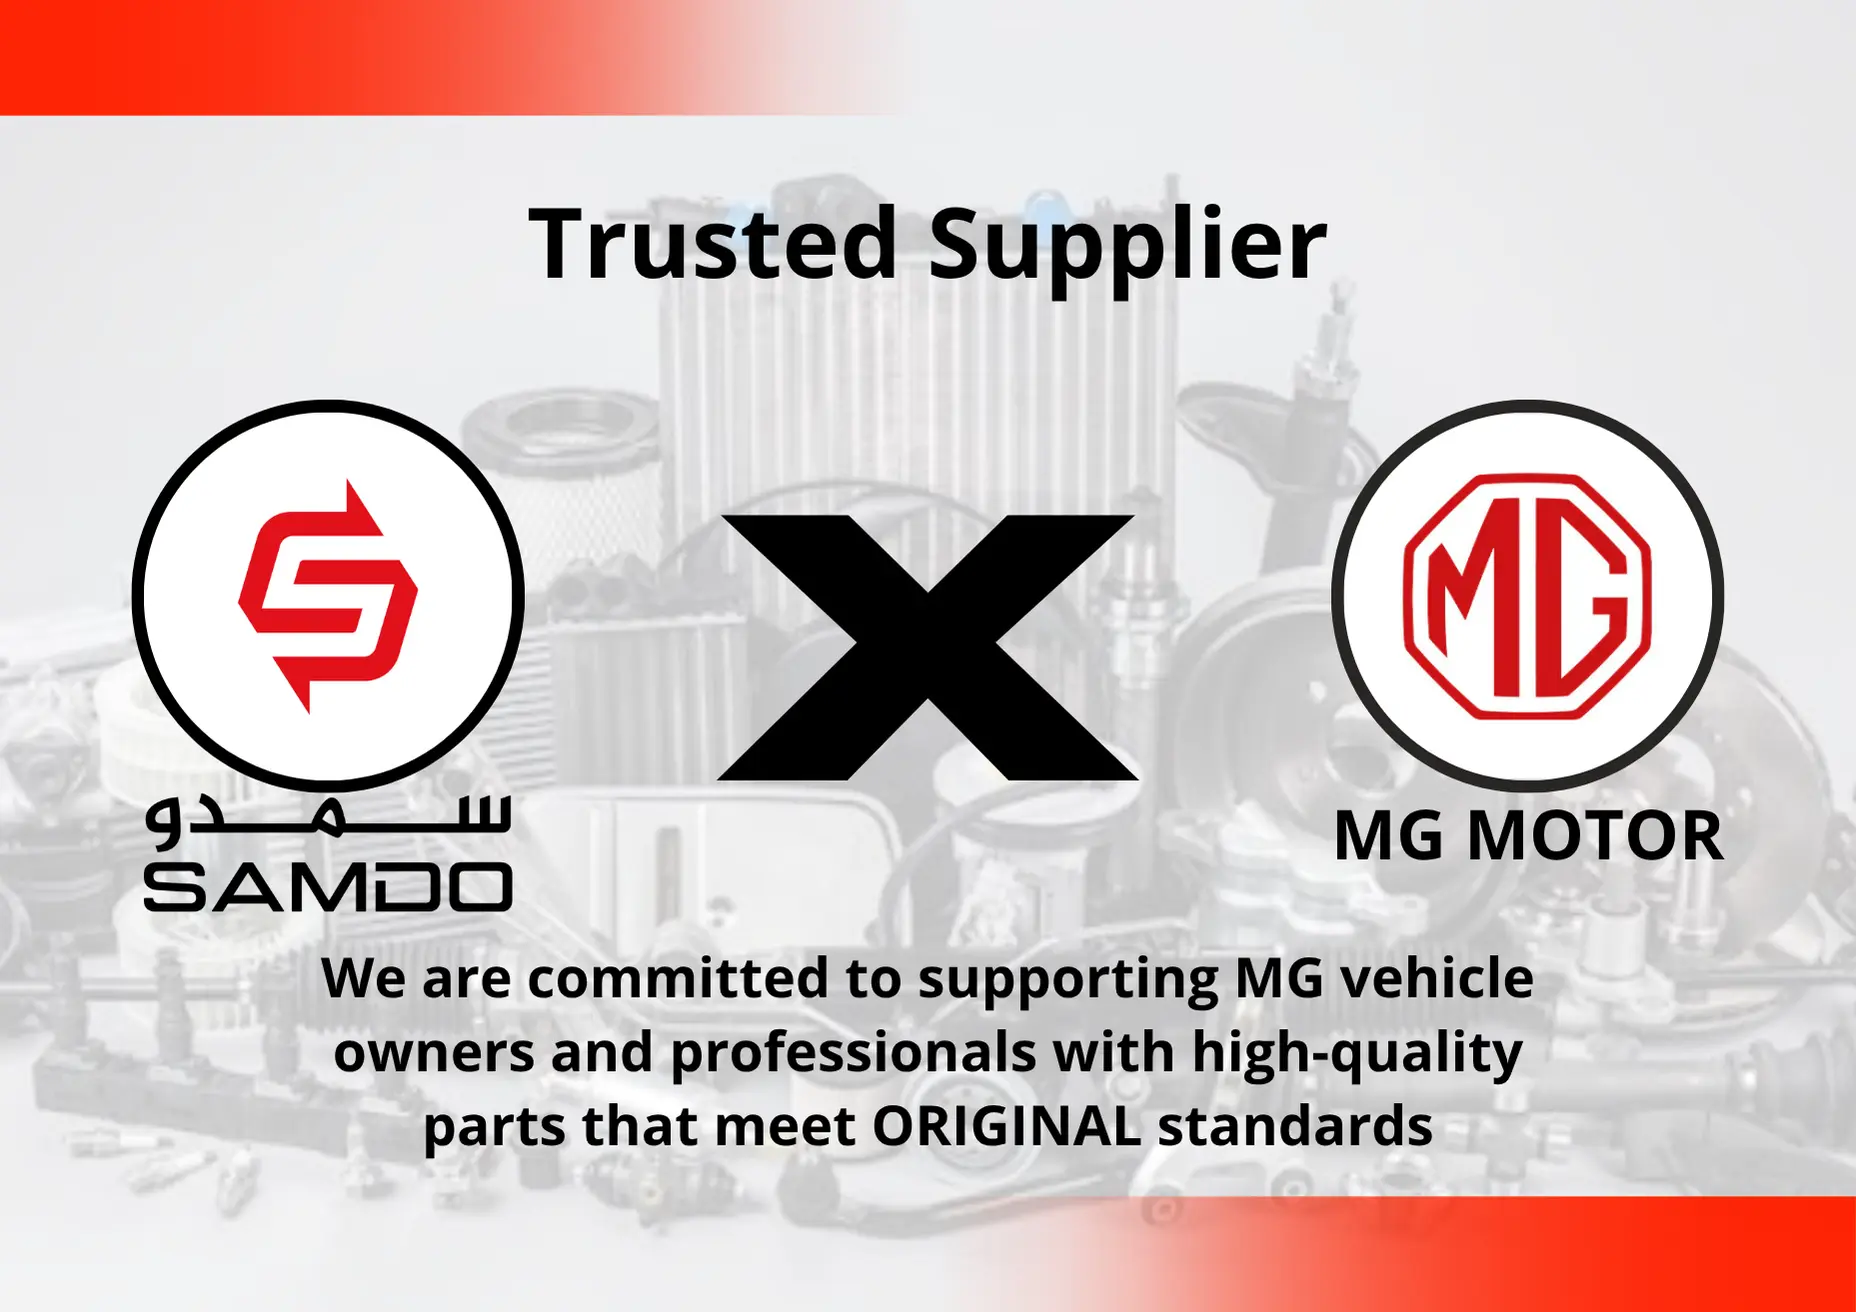 Trusted Supplier
X
MG
سمدو
SAMDO
MG MOTOR
We are committed to supporting MG vehicle
owners and professionals with high-quality
parts that meet ORIGINAL standards